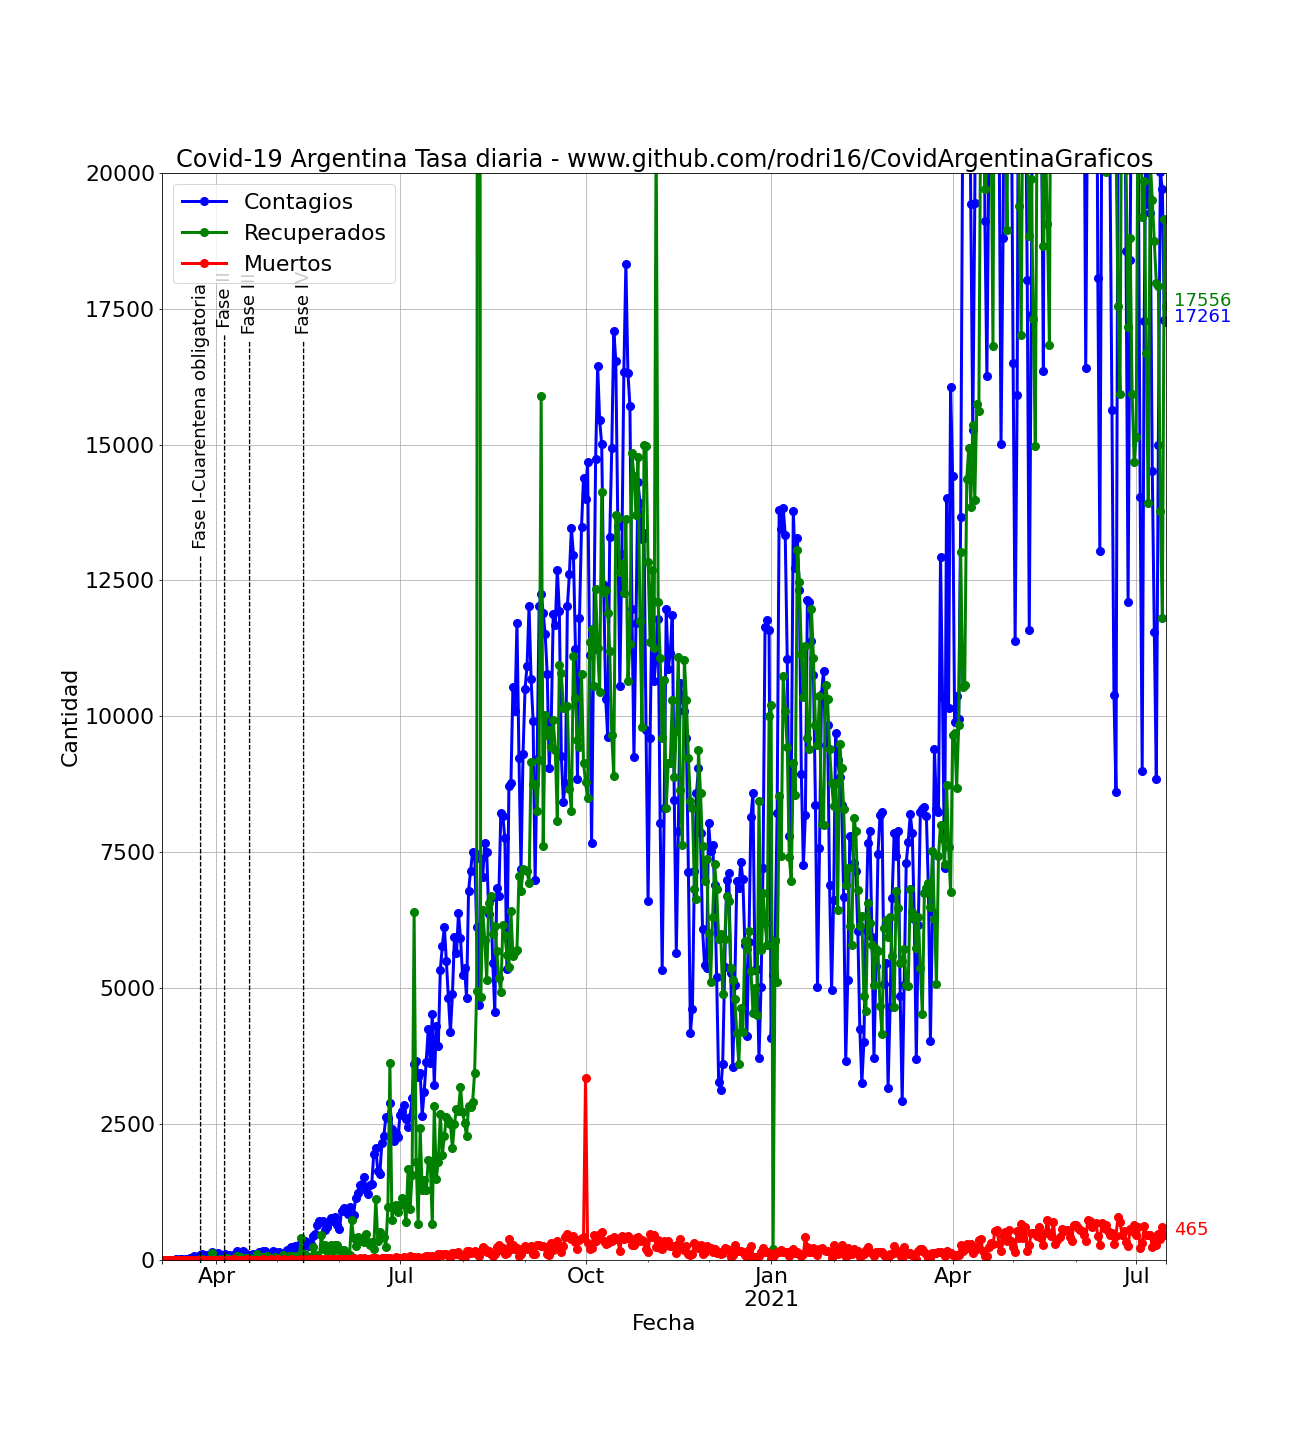 Covid-19 Argentina Tasa diaria - www.github.com/rodri16/CovidArgentinaGraficos
Contagios
Recuperados
Muertos
Fase I-Cuarentena obligatoria
Fase II
Fase III
Fase IV
20000
17500
15000
12500
10000
7500
5000
2500
0
Cantidad
17556
17261
465
Apr
Jul
Oct
Jan
2021
Apr
Jul
Fecha